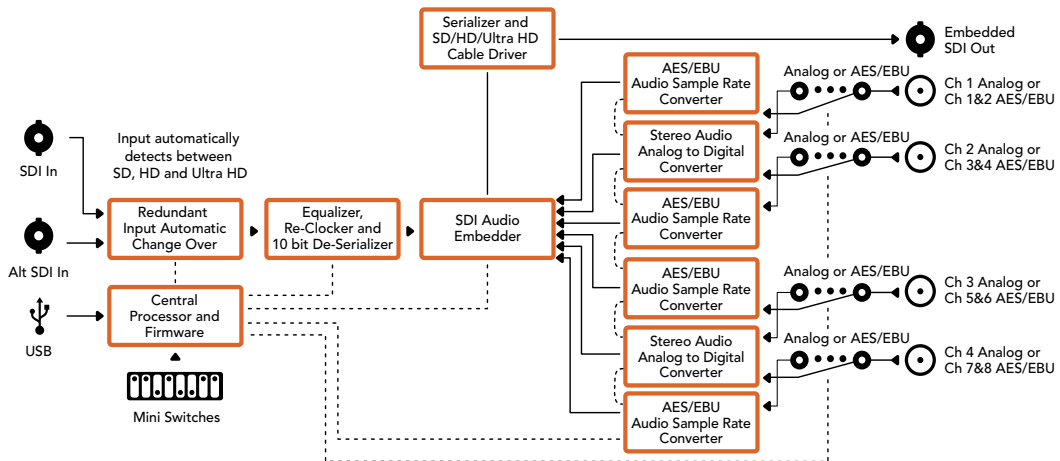 Serializer and
SD/HD/Ultra HD
Cable Driver
Embedded
SDI Out
AES/EBU
Audio Sample Rate
Converter
Analog or AES/EBU
Ch 1 Analog or
Ch 1&2 AES/EBU
SDI In
Input automatically
detects between
SD, HD and Ultra HD
Stereo Audio
Analog to Digital
Converter
Analog or AES/EBU
Ch 2 Analog or
Ch 3&4 AES/EBU
Alt SDI In
Redundant
Input Automatic
Change Over
Equalizer,
Re-Clocker and
10 bit De-Serializer
SDI Audio
Embedder
AES/EBU
Audio Sample Rate
Converter
USB
Central
Processor and
Firmware
AES/EBU
Audio Sample Rate
Converter
Analog or AES/EBU
Ch 3 Analog or
Ch 5&6 AES/EBU
Mini Switches
Stereo Audio
Analog to Digital
Converter
Analog or AES/EBU
Ch 4 Analog or
Ch 7&8 AES/EBU
AES/EBU
Audio Sample Rate
Converter